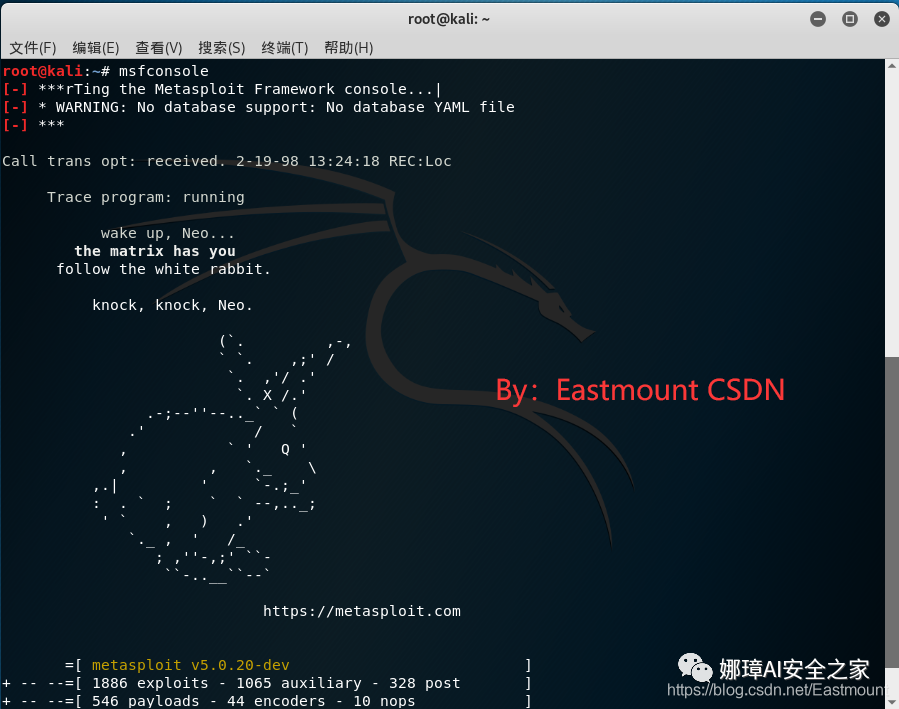 root@kali: ~
文件(F) 编辑(E) 查看(V) 搜索(S) 终端(T) 帮助(H)
root@kali:~# msfconsole
[-] ***rTing the Metasploit Framework console...|
[-] * WARNING: No database support: No database YAML file
[-] ***
Call trans opt: received. 2-19-98 13:24:18 REC:Loc
Trace program: running
wake up, Neo...
the matrix has you
follow the white rabbit.
knock, knock, Neo.
By：Eastmount CSDN
https://metasploit.com
=[ metasploit v5.0.20-dev ]
+ -- --=[ 1886 exploits - 1065 auxiliary - 328 post ]
+ -- --=[ 546 payloads - 44 encoders - 10 nops ]
娜璋AI安全之家
https://blog.csdn.net/Eastmount